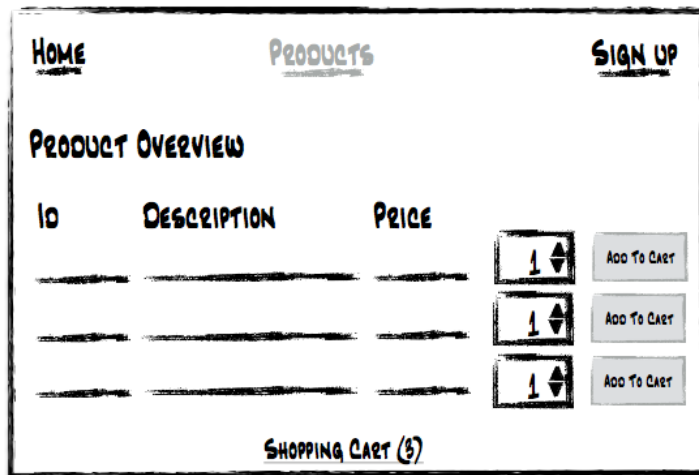 Home Products Sign up
Product Overview
Id Description Price
1 Add To Cart
1 Add To Cart
1 Add To Cart
Shopping Cart (3)